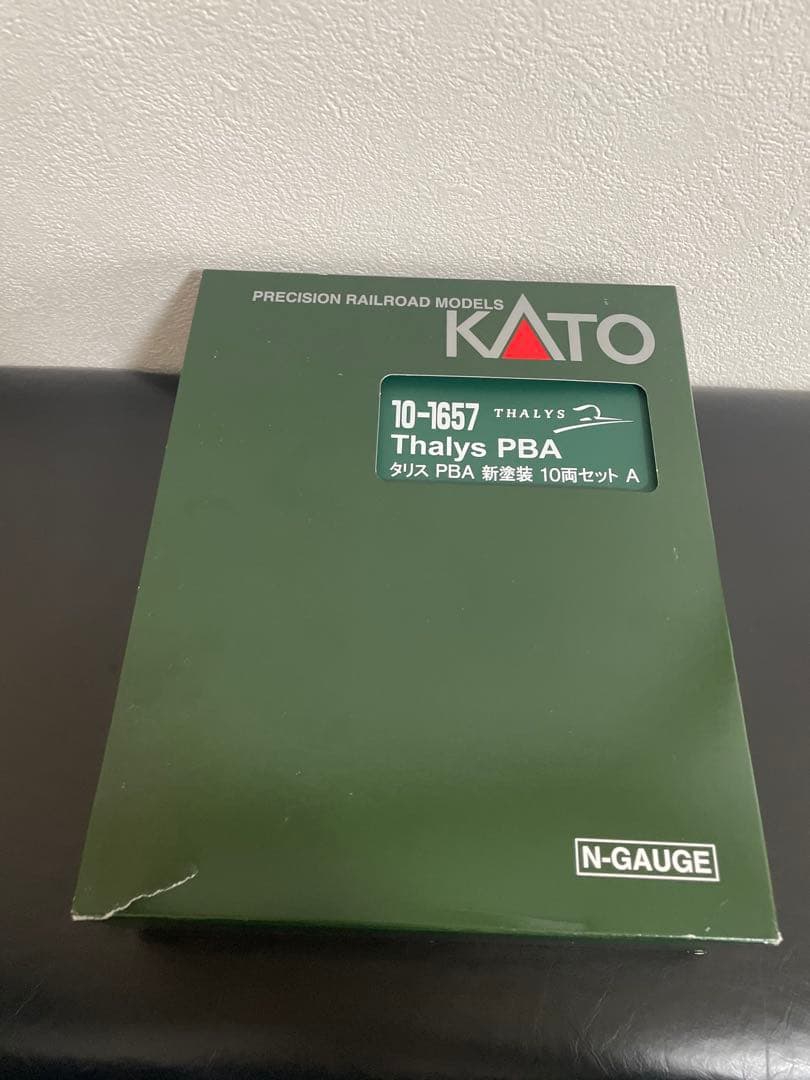 PRECISION RAILROAD MODELS
KATO
10-1657 THALYS
Thalys PBA
タリス PBA 新塗装 10両セット A
N-GAUGE